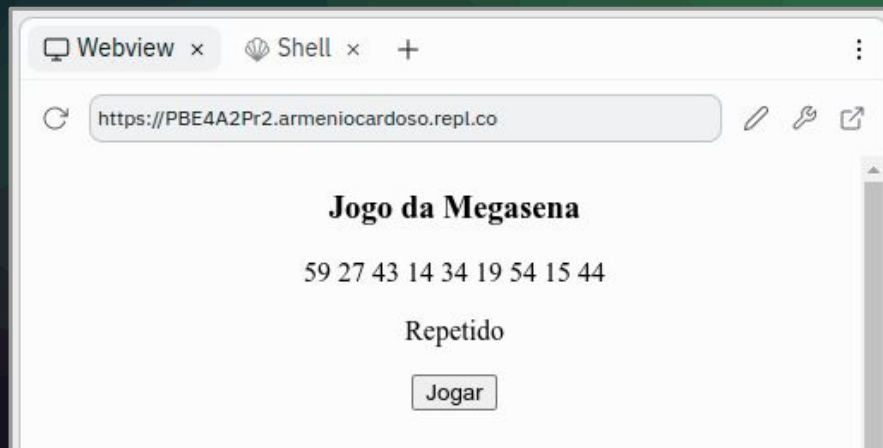 Webview × Shell × +
https://PBE4A2Pr2.armeniocardoso.repl.co
Jogo da Megasena
59 27 43 14 34 19 54 15 44
Repetido
Jogar